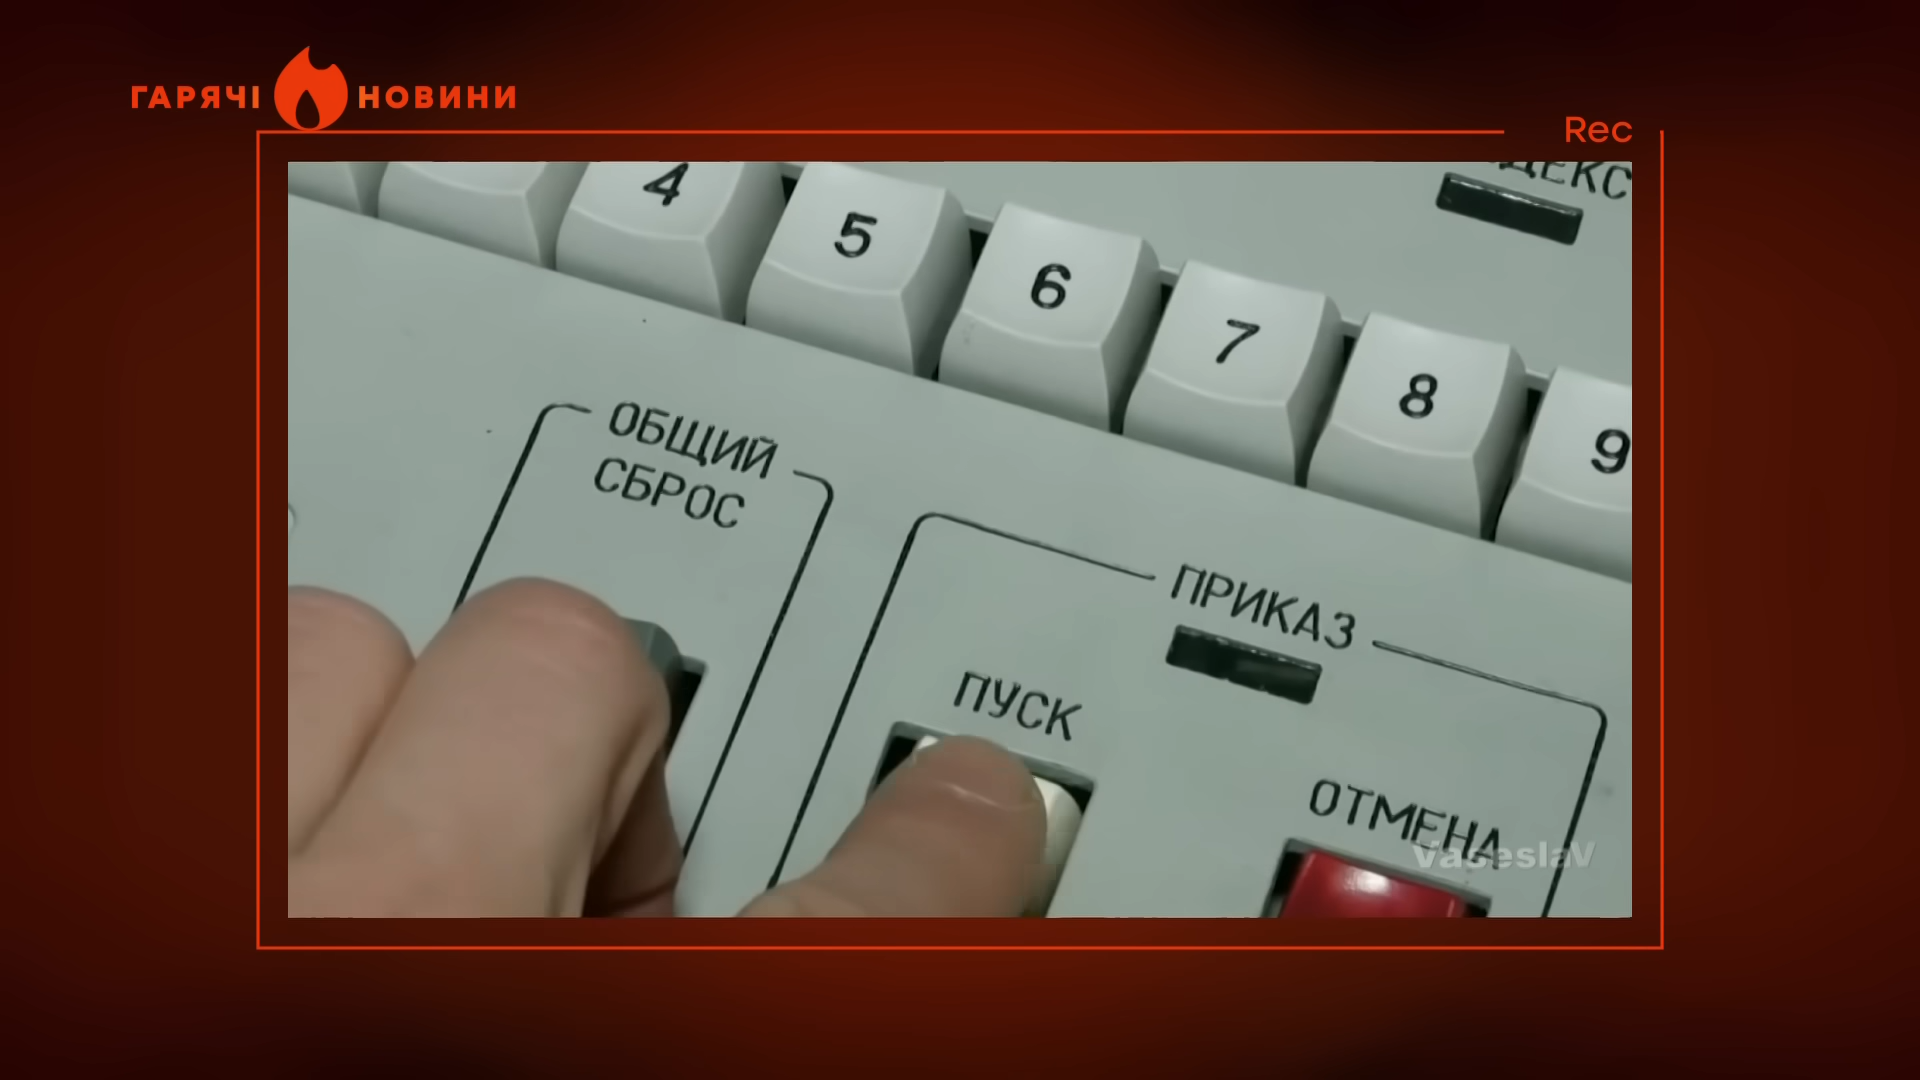 ГАРЯЧІ НОВИНИ
Rec
4
5
6
7
8
9
ОБЩИЙ
СБРОС
ПРИКАЗ
ПУСК
ОТМЕНА
VaseslaV